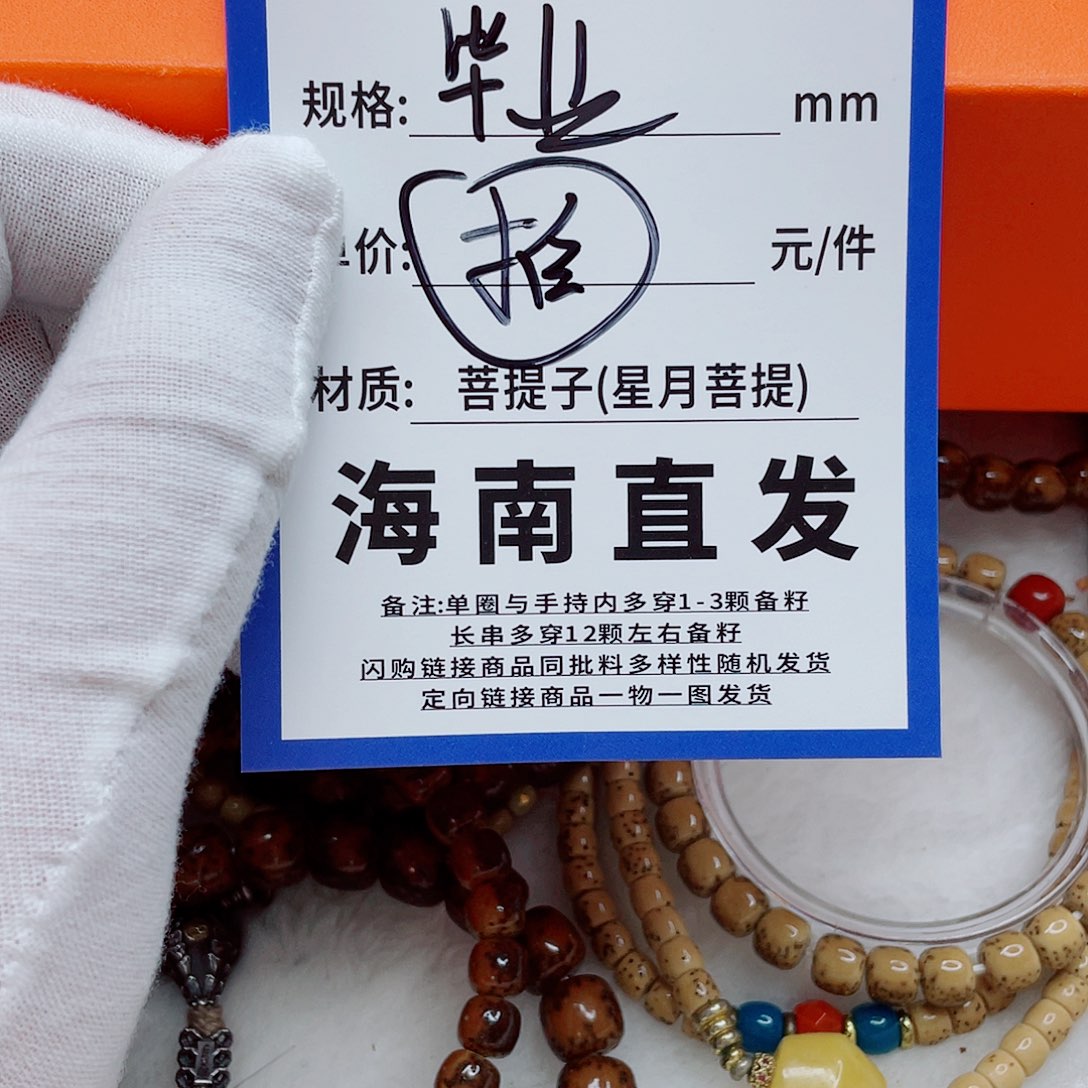 规格: 毕业 mm
单价: 捡 元/件
材质: 菩提子(星月菩提)
海南直发
备注:单圈与手持内多穿1-3颗备籽
长串多穿12颗左右备籽
闪购链接商品同批料多样性随机发货
定向链接商品一物一图发货